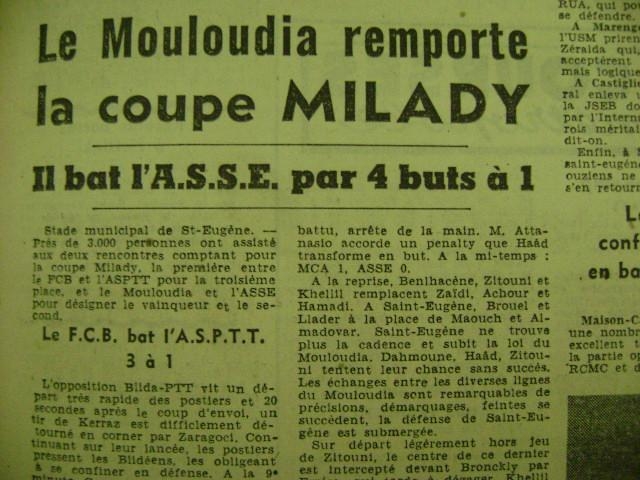 Le Mouloudia remporte
la coupe MILADY
Il bat l'A.S.S.E. par 4 buts à 1
Stade municipal de St-Eugène. —
Près de 3.000 personnes ont assisté
aux deux rencontres comptant pour
la coupe Milady, la première entre
le FCB et l'ASPTT pour la troisième
place, et le Mouloudia et l'ASSE
pour désigner le vainqueur et le se-
cond.
Le F.C.B. bat l'A.S.P.T.T.
3 à 1
L'opposition Blida-PTT vit un dé-
part très rapide des postiers et 20
secondes après le coup d'envoi, un
tir de Kerraz est difficilement dé-
tourné en corner par Zaragoci. Con-
tinuant sur leur lancée, les postiers
pressent les Blidéens, les obligeant
à se confiner en défense. A la 9e
battu, arrête de la main. M. Atta-
nasio accorde un penalty que Haâd
transforme en but. A la mi-temps :
MCA 1, ASSE 0.
A la reprise, Benlhacène, Zitouni et
Khellil remplacent Zaïdi, Achour et
Hamadi. A Saint-Eugène, Brouel et
Llader à la place de Maouch et Al-
madovar. Saint-Eugène ne trouve
plus la cadence et subit la loi du
Mouloudia. Dahmoune, Haâd, Zitou-
ni tentent leur chance sans succès.
Les échanges entre les diverses lignes
du Mouloudia sont remarquables de
précisions, démarquages, feintes se
succèdent, la défense de Saint-Eu-
gène est submergée.
Sur départ légèrement hors jeu
de Zitouni, le centre de ce dernier
est intercepté devant Bronckly par
RUA, qui po
se défendre.
A Mareng
l'USM priren
Zéralda qui,
acceptèrent
mais logique
A Castiglie
ral enleva u
la JSEB do
par l'Intern
rois mérita
dit-on.
Enfin, à S
saint-eugén
ouziens ne
s'en retour
L
conf
en ba
Maison-C
une nombr
excellent t
la partie op
RCMC et d